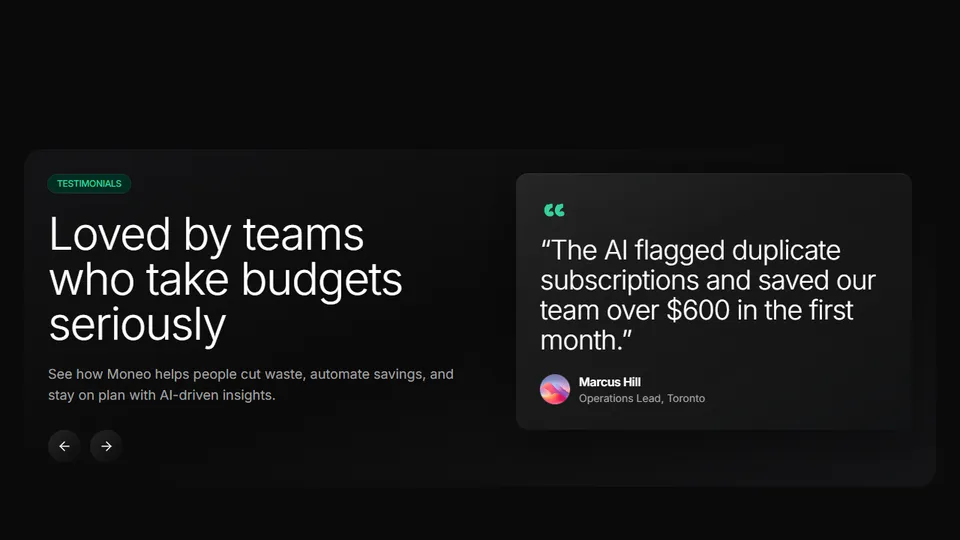 TESTIMONIALS
Loved by teams
who take budgets
seriously
See how Moneo helps people cut waste, automate savings, and
stay on plan with AI-driven insights.
“The AI flagged duplicate
subscriptions and saved our
team over $600 in the first
month.”
Marcus Hill
Operations Lead, Toronto